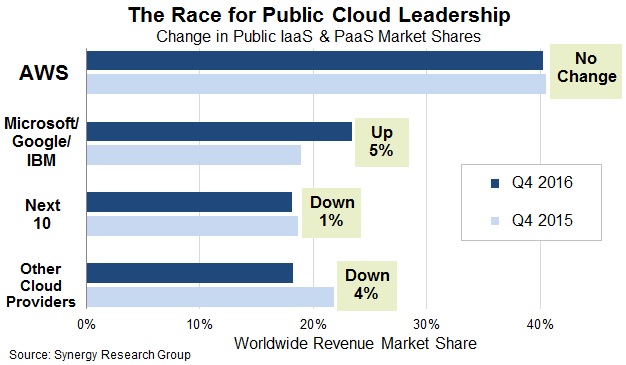 The Race for Public Cloud Leadership
Change in Public IaaS & PaaS Market Shares
AWS
No
Change
Microsoft/
Google/
IBM
Up
5%
Next
10
Down
1%
Other
Cloud
Providers
Down
4%
Q4 2016
Q4 2015
0%
10%
20%
30%
40%
Worldwide Revenue Market Share
Source: Synergy Research Group